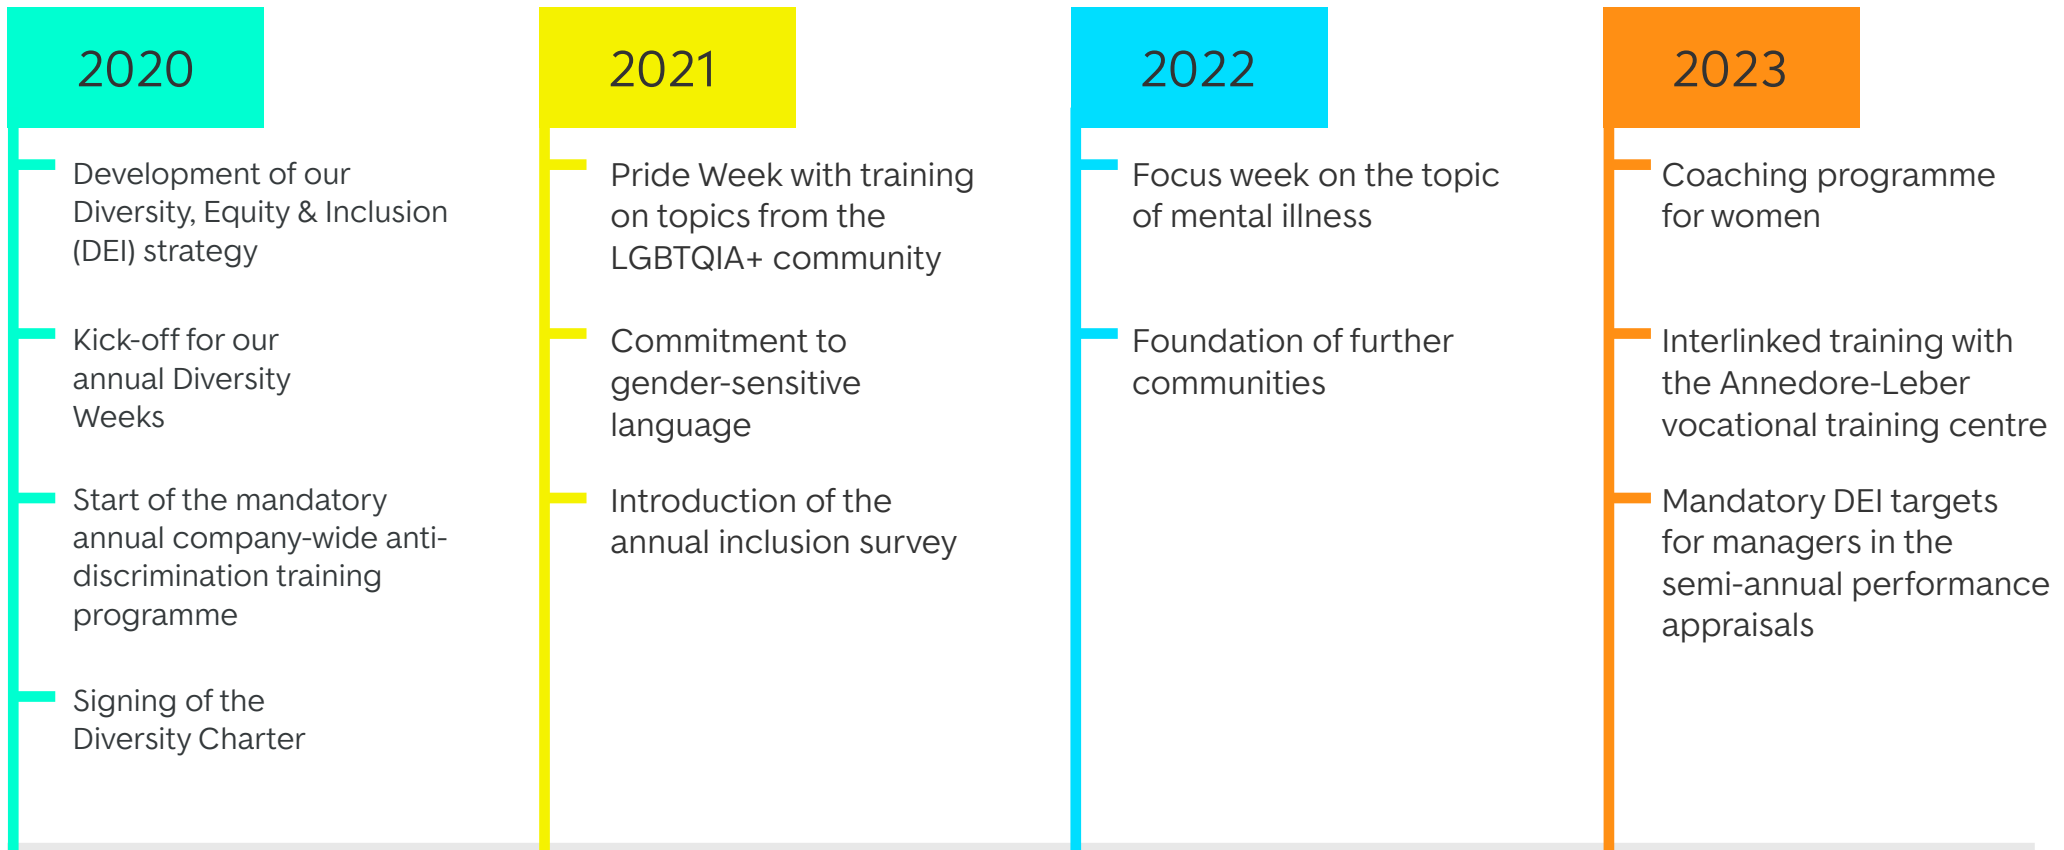 2020
Development of our
Diversity, Equity & Inclusion
(DEI) strategy
Kick-off for our
annual Diversity
Weeks
Start of the mandatory
annual company-wide anti-
discrimination training
programme
Signing of the
Diversity Charter
2021
Pride Week with training
on topics from the
LGBTQIA+ community
Commitment to
gender-sensitive
language
Introduction of the
annual inclusion survey
2022
Focus week on the topic
of mental illness
Foundation of further
communities
2023
Coaching programme
for women
Interlinked training with
the Annedore-Leber
vocational training centre
Mandatory DEI targets
for managers in the
semi-annual performance
appraisals